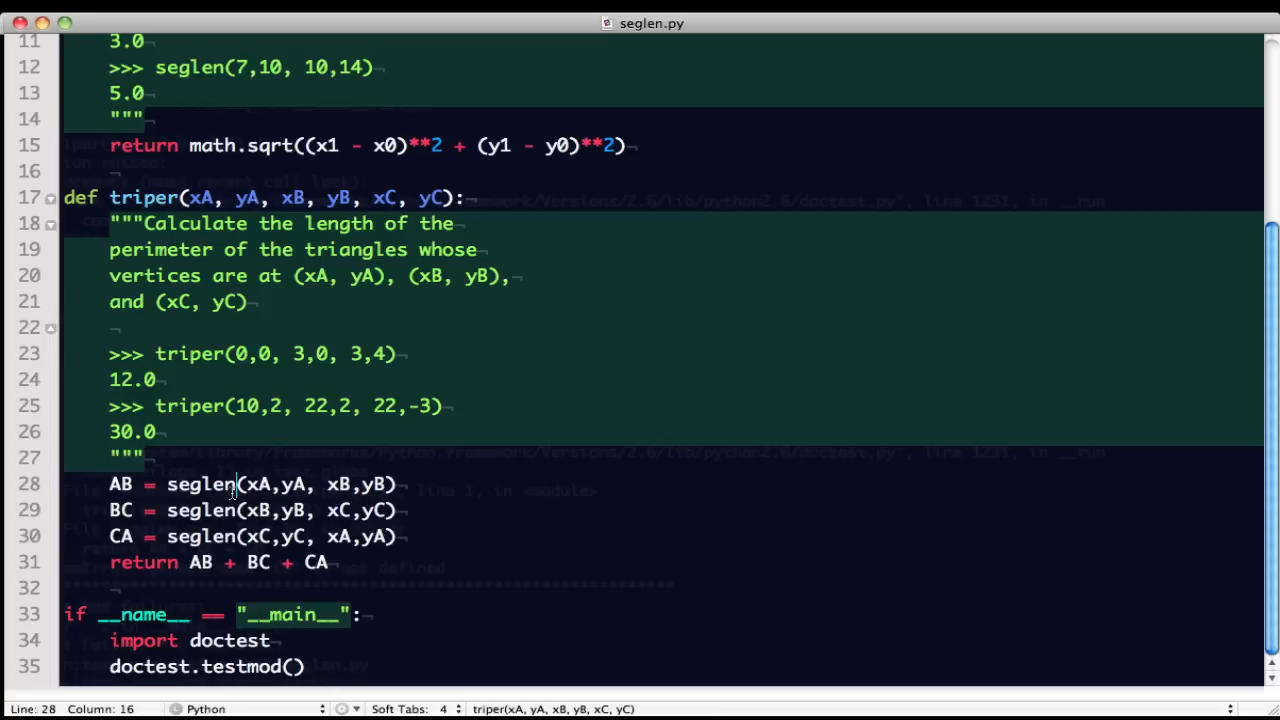 seglen.py
11 3.0
12 >>> seglen(7,10, 10,14)
13 5.0
14 """
15 return math.sqrt((x1 - x0)**2 + (y1 - y0)**2)
16
17 def triper(xA, yA, xB, yB, xC, yC):
18 """Calculate the length of the
19 perimeter of the triangles whose
20 vertices are at (xA, yA), (xB, yB),
21 and (xC, yC)
22
23 >>> triper(0,0, 3,0, 3,4)
24 12.0
25 >>> triper(10,2, 22,2, 22,-3)
26 30.0
27 """
28 AB = seglen(xA,yA, xB,yB)
29 BC = seglen(xB,yB, xC,yC)
30 CA = seglen(xC,yC, xA,yA)
31 return AB + BC + CA
32
33 if __name__ == "__main__":
34 import doctest
35 doctest.testmod()
Line: 28 Column: 16 Python Soft Tabs: 4 triper(xA, yA, xB, yB, xC, yC)